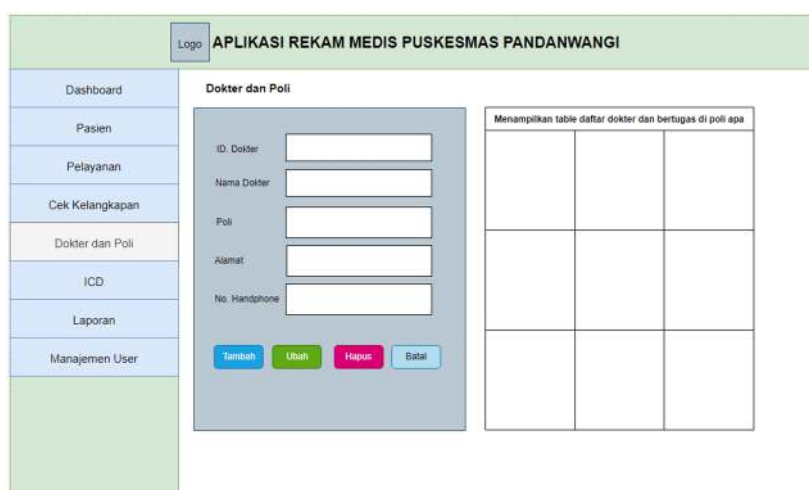 Logo APLIKASI REKAM MEDIS PUSKESMAS PANDANWANGI
Dashboard
Pasien
Pelayanan
Cek Kelangkapan
Dokter dan Poli
ICD
Laporan
Manajemen User
Dokter dan Poli
ID. Dokter
Nama Dokter
Poli
Alamat
No. Handphone
Tambah Ubah Hapus Batal
Menampilkan table daftar dokter dan bertugas di poli apa